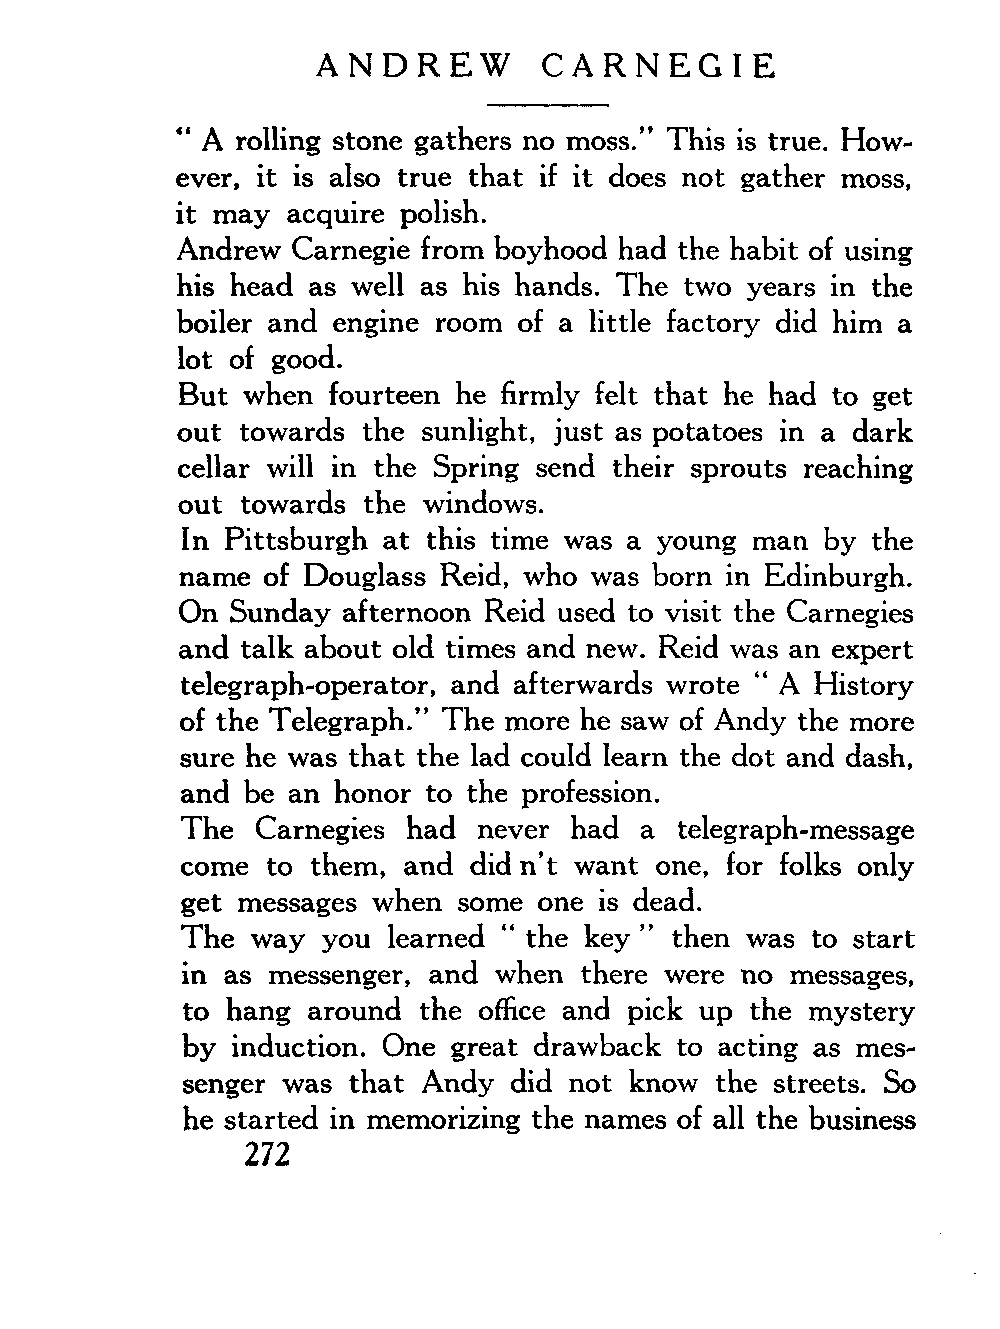 ANDREW CARNEGIE
“ A rolling stone gathers no moss.” This is true. How-
ever, it is also true that if it does not gather moss,
it may acquire polish.
Andrew Carnegie from boyhood had the habit of using
his head as well as his hands. The two years in the
boiler and engine room of a little factory did him a
lot of good.
But when fourteen he firmly felt that he had to get
out towards the sunlight, just as potatoes in a dark
cellar will in the Spring send their sprouts reaching
out towards the windows.
In Pittsburgh at this time was a young man by the
name of Douglass Reid, who was born in Edinburgh.
On Sunday afternoon Reid used to visit the Carnegies
and talk about old times and new. Reid was an expert
telegraph-operator, and afterwards wrote “ A History
of the Telegraph.” The more he saw of Andy the more
sure he was that the lad could learn the dot and dash,
and be an honor to the profession.
The Carnegies had never had a telegraph-message
come to them, and did n't want one, for folks only
get messages when some one is dead.
The way you learned “ the key ” then was to start
in as messenger, and when there were no messages,
to hang around the office and pick up the mystery
by induction. One great drawback to acting as mes-
senger was that Andy did not know the streets. So
he started in memorizing the names of all the business
272